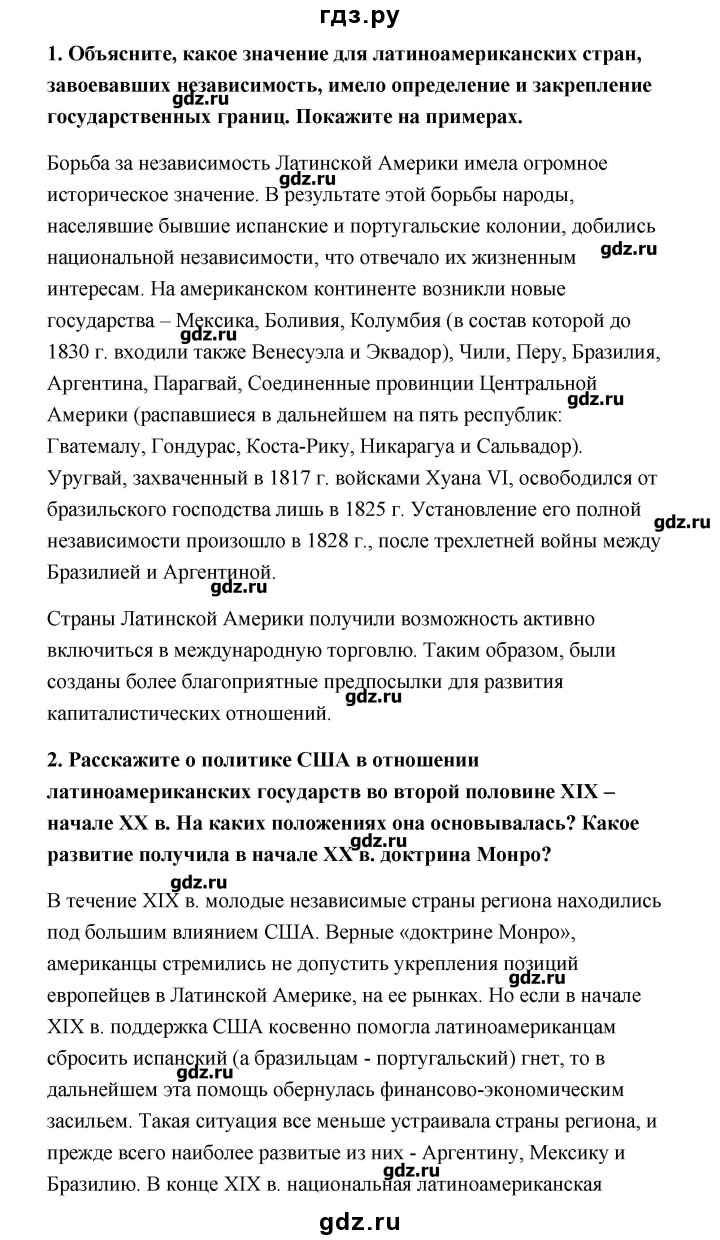 гдз.ру
1. Объясните, какое значение для латиноамериканских стран,
завоевавших независимость, имело определение и закрепление
gdz.ru
государственных границ. Покажите на примерах.
Борьба за независимость Латинской Америки имела огромное
gdz.ru
историческое значение. В результате этой борьбы народы,
населявшие бывшие испанские и португальские колонии, добились
gdz.ru
национальной независимости, что отвечало их жизненным
интересам. На американском континенте возникли новые
государства – Мексика, Боливия, Колумбия (в состав которой до
gdz.ru
1830 г. входили также Венесуэла и Эквадор), Чили, Перу, Бразилия,
Аргентина, Парагвай, Соединенные провинции Центральной
gdz.ru
Америки (распавшиеся в дальнейшем на пять республик:
Гватемалу, Гондурас, Коста-Рику, Никарагуа и Сальвадор).
Уругвай, захваченный в 1817 г. войсками Хуана VI, освободился от
бразильского господства лишь в 1825 г. Установление его полной
gdz.ru
независимости произошло в 1828 г., после трехлетней войны между
Бразилией и Аргентиной.
gdz.ru
Страны Латинской Америки получили возможность активно
включиться в международную торговлю. Таким образом, были
созданы более благоприятные предпосылки для развития
gdz.ru
капиталистических отношений.
2. Расскажите о политике США в отношении
латиноамериканских государств во второй половине XIX –
начале XX в. На каких положениях она основывалась? Какое
gdz.ru
развитие получила в начале XX в. доктрина Монро?
gdz.ru
В течение XIX в. молодые независимые страны региона находились
под большим влиянием США. Верные «доктрине Монро»,
американцы стремились не допустить укрепления позиций
gdz.ru
европейцев в Латинской Америке, на ее рынках. Но если в начале
XIX в. поддержка США косвенно помогла латиноамериканцам
сбросить испанский (а бразильцам - португальский) гнет, то в
gdz.ru
дальнейшем эта помощь обернулась финансово-экономическим
засильем. Такая ситуация все меньше устраивала страны региона, и
прежде всего наиболее развитые из них - Аргентину, Мексику и
gdz.ru
Бразилию. В конце XIX в. национальная латиноамериканская
gdz.ru